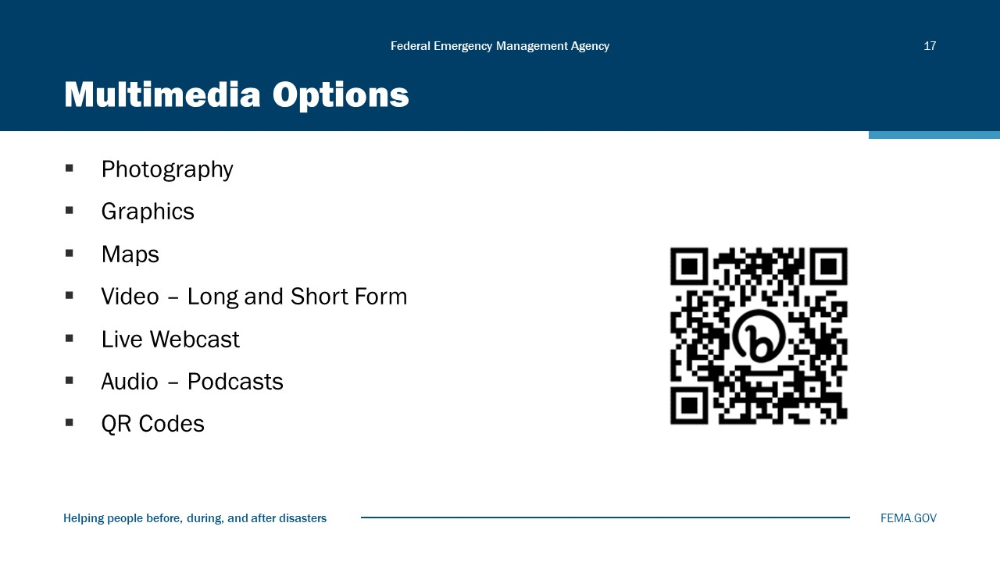 Federal Emergency Management Agency
17
Multimedia Options
▪ Photography
▪ Graphics
▪ Maps
▪ Video – Long and Short Form
▪ Live Webcast
▪ Audio – Podcasts
▪ QR Codes
b
Helping people before, during, and after disasters
FEMA.GOV